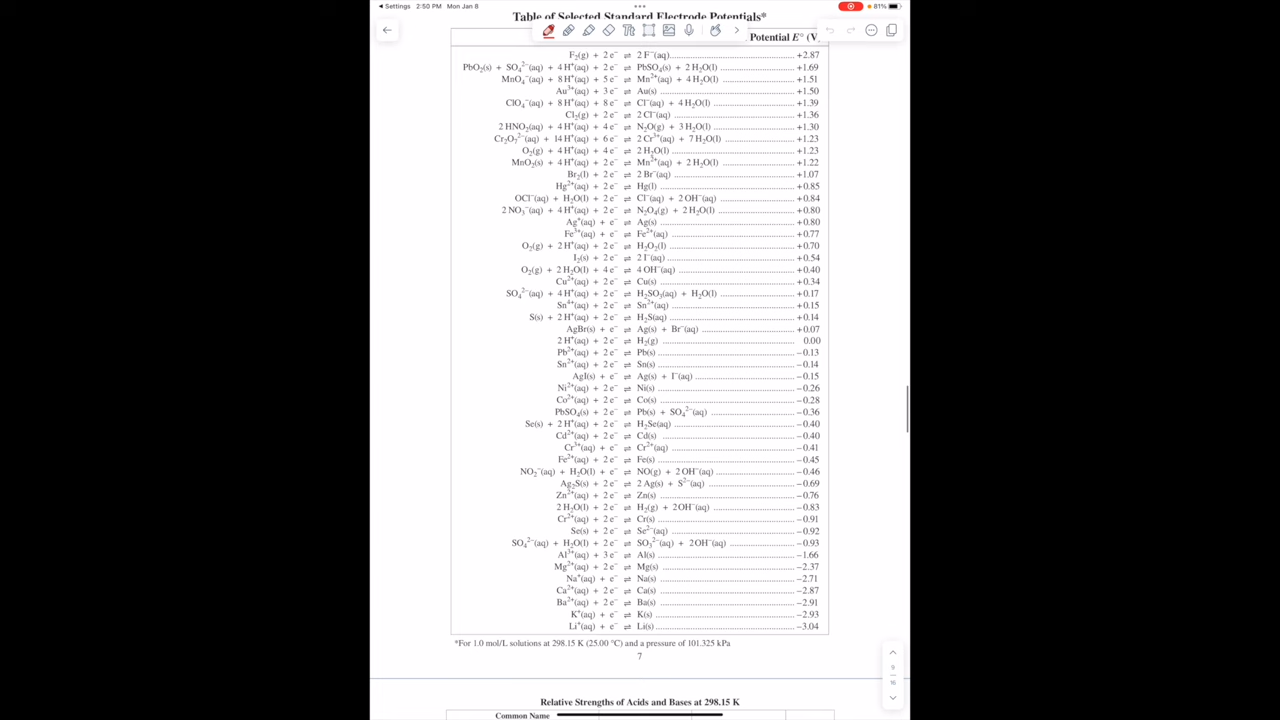 Settings 2:50 PM Mon Jan 8
81%
Table of Selected Standard Electrode Potentials*
Potential E° (V)
F₂(g) + 2 e⁻ ⇌ 2 F⁻(aq) +2.87
PbO₂(s) + SO₄²⁻(aq) + 4 H⁺(aq) + 2 e⁻ ⇌ PbSO₄(s) + 2 H₂O(l) +1.69
MnO₄⁻(aq) + 8 H⁺(aq) + 5 e⁻ ⇌ Mn²⁺(aq) + 4 H₂O(l) +1.51
Au³⁺(aq) + 3 e⁻ ⇌ Au(s) +1.50
ClO₄⁻(aq) + 8 H⁺(aq) + 8 e⁻ ⇌ Cl⁻(aq) + 4 H₂O(l) +1.39
Cl₂(g) + 2 e⁻ ⇌ 2 Cl⁻(aq) +1.36
2 HNO₂(aq) + 4 H⁺(aq) + 4 e⁻ ⇌ N₂O(g) + 3 H₂O(l) +1.30
Cr₂O₇²⁻(aq) + 14 H⁺(aq) + 6 e⁻ ⇌ 2 Cr³⁺(aq) + 7 H₂O(l) +1.23
O₂(g) + 4 H⁺(aq) + 4 e⁻ ⇌ 2 H₂O(l) +1.23
MnO₂(s) + 4 H⁺(aq) + 2 e⁻ ⇌ Mn²⁺(aq) + 2 H₂O(l) +1.22
Br₂(l) + 2 e⁻ ⇌ 2 Br⁻(aq) +1.07
Hg²⁺(aq) + 2 e⁻ ⇌ Hg(l) +0.85
OCl⁻(aq) + H₂O(l) + 2 e⁻ ⇌ Cl⁻(aq) + 2 OH⁻(aq) +0.84
2 NO₃⁻(aq) + 4 H⁺(aq) + 2 e⁻ ⇌ N₂O₄(g) + 2 H₂O(l) +0.80
Ag⁺(aq) + e⁻ ⇌ Ag(s) +0.80
Fe³⁺(aq) + e⁻ ⇌ Fe²⁺(aq) +0.77
O₂(g) + 2 H⁺(aq) + 2 e⁻ ⇌ H₂O₂(l) +0.70
I₂(s) + 2 e⁻ ⇌ 2 I⁻(aq) +0.54
O₂(g) + 2 H₂O(l) + 4 e⁻ ⇌ 4 OH⁻(aq) +0.40
Cu²⁺(aq) + 2 e⁻ ⇌ Cu(s) +0.34
SO₄²⁻(aq) + 4 H⁺(aq) + 2 e⁻ ⇌ H₂SO₃(aq) + H₂O(l) +0.17
Sn⁴⁺(aq) + 2 e⁻ ⇌ Sn²⁺(aq) +0.15
S(s) + 2 H⁺(aq) + 2 e⁻ ⇌ H₂S(aq) +0.14
AgBr(s) + e⁻ ⇌ Ag(s) + Br⁻(aq) +0.07
2 H⁺(aq) + 2 e⁻ ⇌ H₂(g) 0.00
Pb²⁺(aq) + 2 e⁻ ⇌ Pb(s) −0.13
Sn²⁺(aq) + 2 e⁻ ⇌ Sn(s) −0.14
AgI(s) + e⁻ ⇌ Ag(s) + I⁻(aq) −0.15
Ni²⁺(aq) + 2 e⁻ ⇌ Ni(s) −0.26
Co²⁺(aq) + 2 e⁻ ⇌ Co(s) −0.28
PbSO₄(s) + 2 e⁻ ⇌ Pb(s) + SO₄²⁻(aq) −0.36
Se(s) + 2 H⁺(aq) + 2 e⁻ ⇌ H₂Se(aq) −0.40
Cd²⁺(aq) + 2 e⁻ ⇌ Cd(s) −0.40
Cr³⁺(aq) + e⁻ ⇌ Cr²⁺(aq) −0.41
Fe²⁺(aq) + 2 e⁻ ⇌ Fe(s) −0.45
NO₂⁻(aq) + H₂O(l) + e⁻ ⇌ NO(g) + 2 OH⁻(aq) −0.46
Ag₂S(s) + 2 e⁻ ⇌ 2 Ag(s) + S²⁻(aq) −0.69
Zn²⁺(aq) + 2 e⁻ ⇌ Zn(s) −0.76
2 H₂O(l) + 2 e⁻ ⇌ H₂(g) + 2 OH⁻(aq) −0.83
Cr²⁺(aq) + 2 e⁻ ⇌ Cr(s) −0.91
Se(s) + 2 e⁻ ⇌ Se²⁻(aq) −0.92
SO₄²⁻(aq) + H₂O(l) + 2 e⁻ ⇌ SO₃²⁻(aq) + 2 OH⁻(aq) −0.93
Al³⁺(aq) + 3 e⁻ ⇌ Al(s) −1.66
Mg²⁺(aq) + 2 e⁻ ⇌ Mg(s) −2.37
Na⁺(aq) + e⁻ ⇌ Na(s) −2.71
Ca²⁺(aq) + 2 e⁻ ⇌ Ca(s) −2.87
Ba²⁺(aq) + 2 e⁻ ⇌ Ba(s) −2.91
K⁺(aq) + e⁻ ⇌ K(s) −2.93
Li⁺(aq) + e⁻ ⇌ Li(s) −3.04
*For 1.0 mol/L solutions at 298.15 K (25.00 °C) and a pressure of 101.325 kPa
7
9
16
Relative Strengths of Acids and Bases at 298.15 K
Common Name